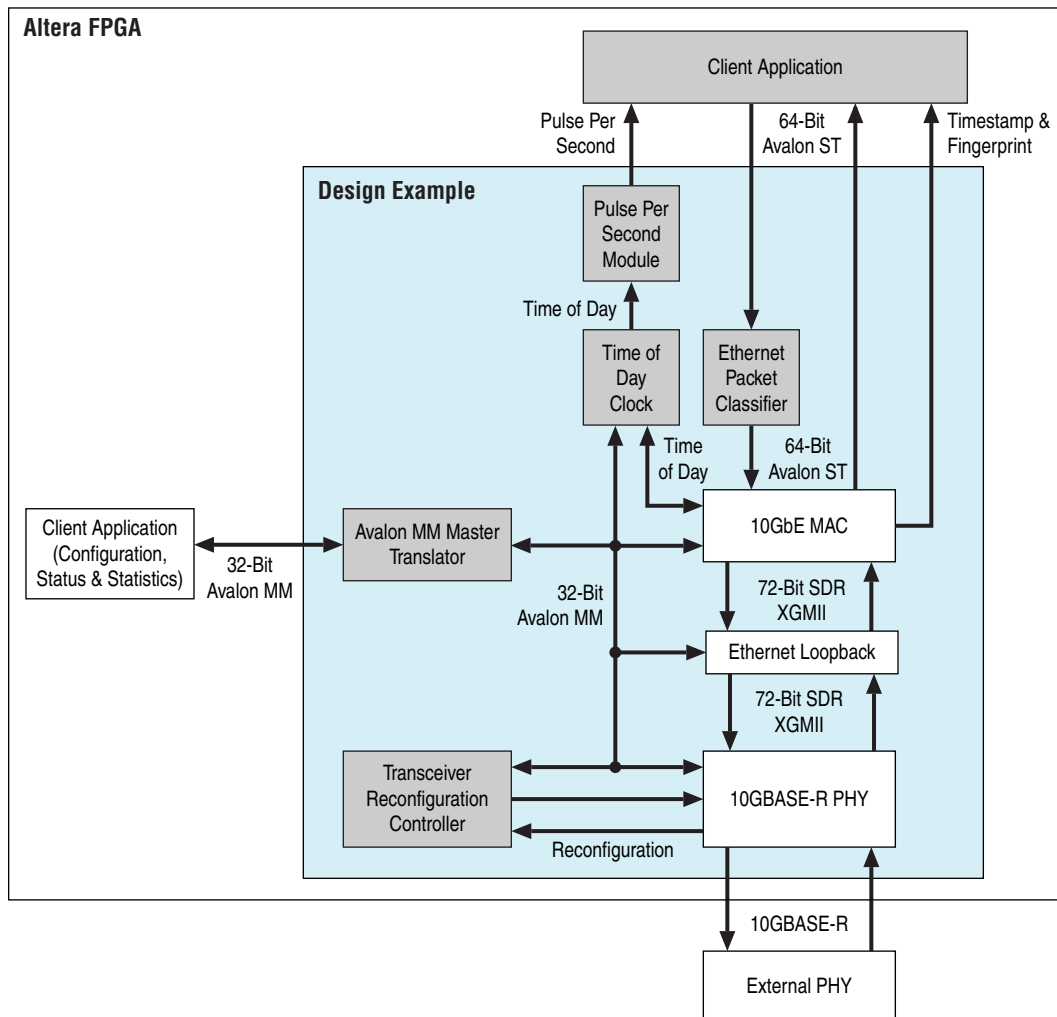 Altera FPGA
Client Application
Pulse Per
Second
64-Bit
Avalon ST
Timestamp &
Fingerprint
Design Example
Pulse Per
Second
Module
Time of Day
Time of
Day
Clock
Ethernet
Packet
Classifier
Time
of Day
64-Bit
Avalon ST
Client Application
(Configuration,
Status & Statistics)
32-Bit
Avalon MM
Avalon MM Master
Translator
10GbE MAC
32-Bit
Avalon MM
72-Bit SDR
XGMII
Ethernet Loopback
72-Bit SDR
XGMII
Transceiver
Reconfiguration
Controller
10GBASE-R PHY
Reconfiguration
10GBASE-R
External PHY